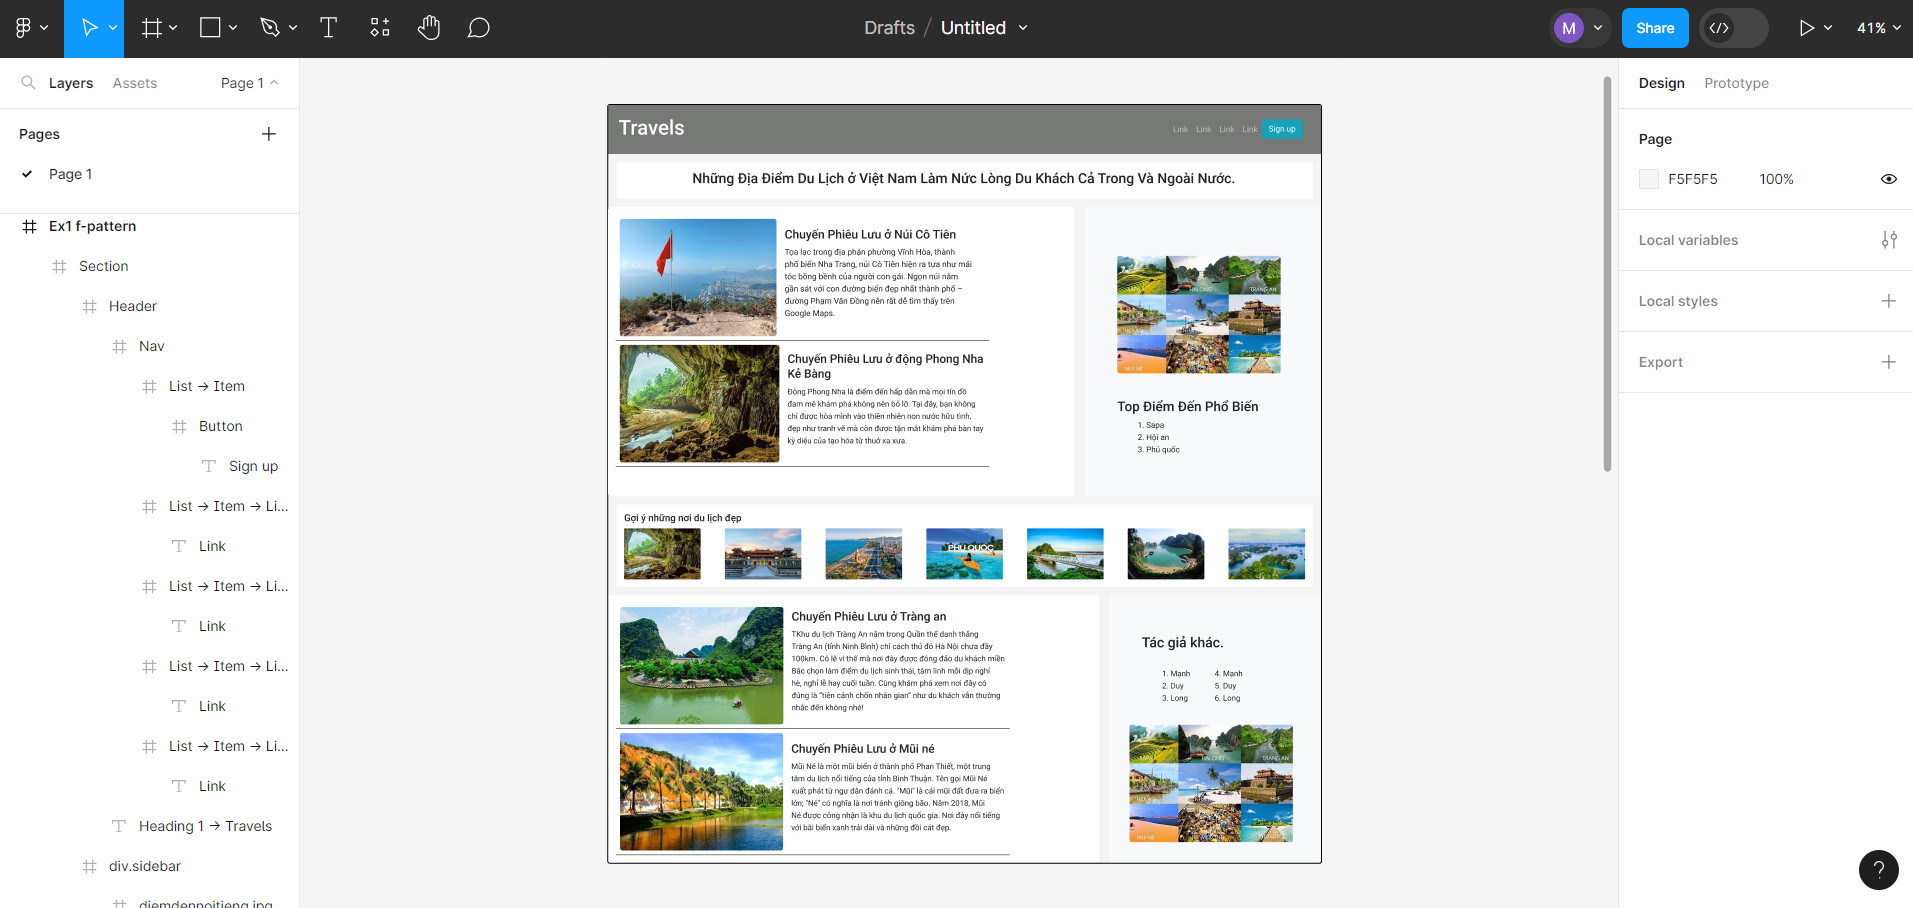 Drafts / Untitled
M
Share
41%
Layers
Assets
Page 1
Pages
Page 1
Ex1 f-pattern
Section
Header
Nav
List → Item
Button
Sign up
List → Item → Li...
Link
List → Item → Li...
Link
List → Item → Li...
Link
List → Item → Li...
Link
Heading 1 → Travels
div.sidebar
diemdennoitieng.jpg
Travels
Link Link Link Link
Sign up
Những Địa Điểm Du Lịch ở Việt Nam Làm Nức Lòng Du Khách Cả Trong Và Ngoài Nước.
Chuyến Phiêu Lưu ở Núi Cô Tiên
Tọa lạc trong địa phận phường Vĩnh Hòa, thành
phố biển Nha Trang, núi Cô Tiên hiện ra tựa như mái
tóc bồng bềnh của người con gái. Ngọn núi nằm
gần sát với con đường biển đẹp nhất thành phố –
đường Phạm Văn Đồng nên rất dễ tìm thấy trên
Google Maps.
Chuyến Phiêu Lưu ở động Phong Nha
Kẻ Bàng
Động Phong Nha là điểm đến hấp dẫn mà mọi tín đồ
đam mê khám phá không nên bỏ lỡ. Tại đây, bạn không
chỉ được hòa mình vào thiên nhiên non nước hữu tình,
đẹp như tranh vẽ mà còn được tận mắt khám phá bàn tay
kỳ diệu của tạo hóa từ thuở xa xưa.
SAPA
HALONG
TRANG AN
HUE
MUI NE
Top Điểm Đến Phổ Biến
1. Sapa
2. Hội an
3. Phú quốc
Gợi ý những nơi du lịch đẹp
PHU QUOC
Chuyến Phiêu Lưu ở Tràng an
TKhu du lịch Tràng An nằm trong Quần thể danh thắng
Tràng An (tỉnh Ninh Bình) chỉ cách thủ đô Hà Nội chưa đầy
100km. Có lẽ vì thế mà nơi đây được đông đảo du khách miền
Bắc chọn làm điểm du lịch sinh thái, tâm linh mỗi dịp nghỉ
hè, nghỉ lễ hay cuối tuần. Cùng khám phá xem nơi đây có
đúng là "tiên cảnh chốn nhân gian" như du khách vẫn thường
nhắc đến không nhé!
Chuyến Phiêu Lưu ở Mũi né
Mũi Né là một mũi biển ở thành phố Phan Thiết, một trung
tâm du lịch nổi tiếng của tỉnh Bình Thuận. Tên gọi Mũi Né
xuất phát từ ngư dân đánh cá. "Mũi" là cái mũi đất đưa ra biển
lớn; "Né" có nghĩa là nơi tránh giông bão. Năm 2018, Mũi
Né được công nhận là khu du lịch quốc gia. Nơi đây nổi tiếng
với bãi biển xanh trải dài và những đồi cát đẹp.
Tác giả khác.
1. Mạnh
2. Duy
3. Long
4. Mạnh
5. Duy
6. Long
SAPA
HALONG
TRANG AN
HUE
MUI NE
Design
Prototype
Page
F5F5F5
100%
Local variables
Local styles
Export
?